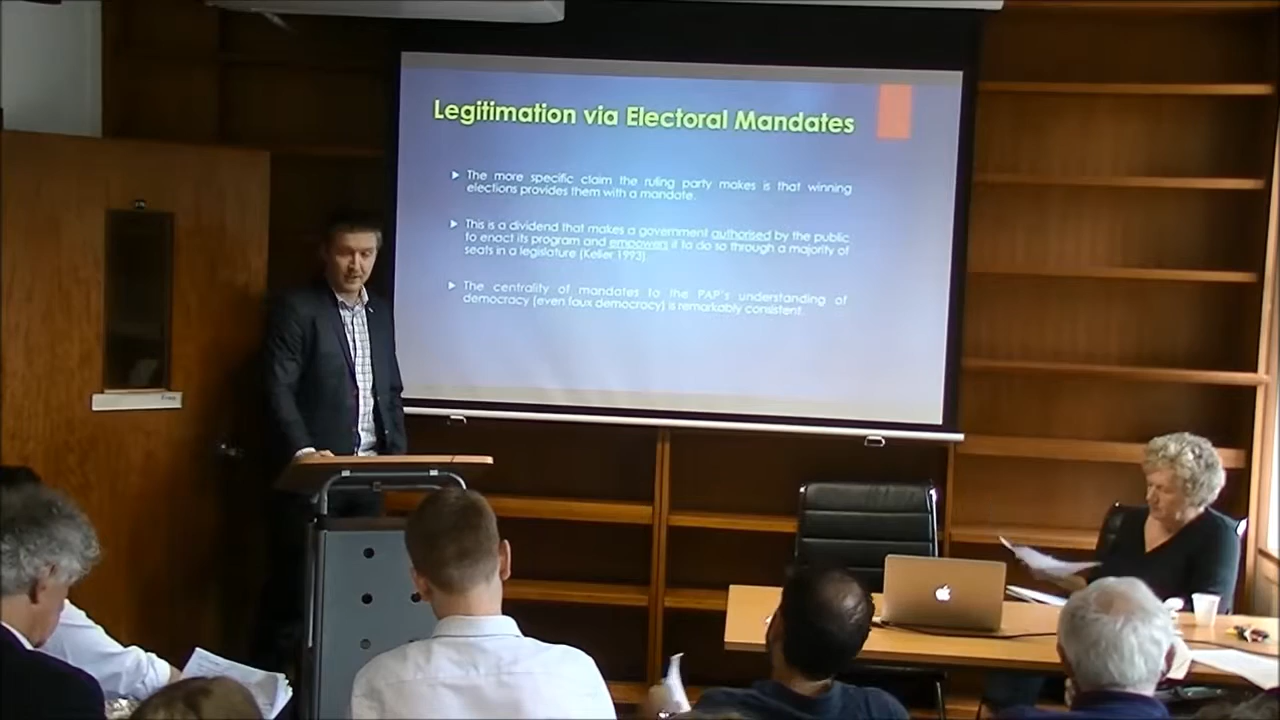 Legitimation via Electoral Mandates
The more specific claim the ruling party makes is that winning
elections provides them with a mandate.
This is a dividend that makes a government authorised by the public
to enact its program and empowers it to do so through a majority of
seats in a legislature (Keller 1993)
The centrality of mandates to the PAP's understanding of
democracy (even faux democracy) is remarkably consistent.